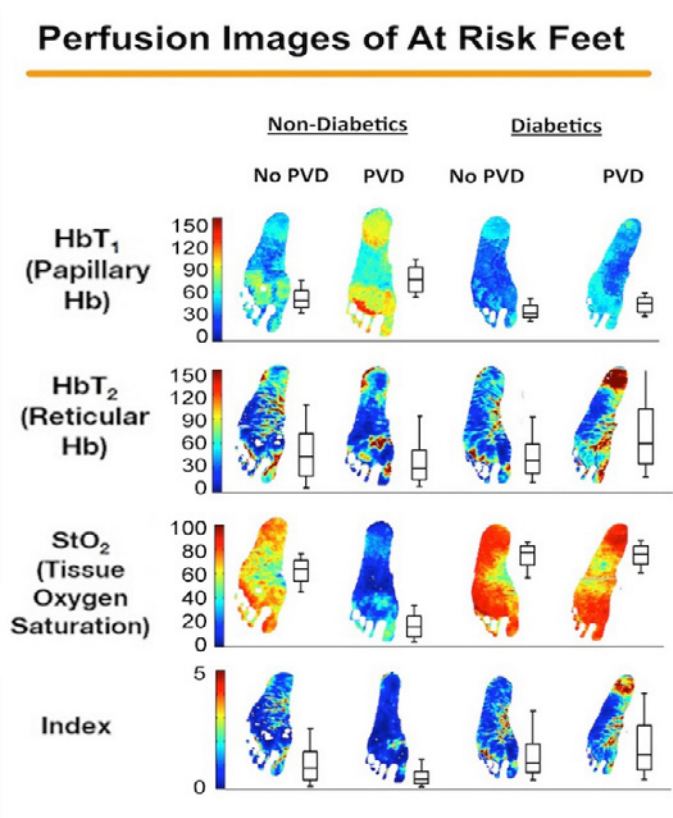 Perfusion Images of At Risk Feet
Non-Diabetics Diabetics
No PVD PVD No PVD PVD
HbT1
(Papillary
Hb)
150
120
90
60
30
0
HbT2
(Reticular
Hb)
150
120
90
60
30
0
StO2
(Tissue
Oxygen
Saturation)
100
80
60
40
20
0
Index
5
0